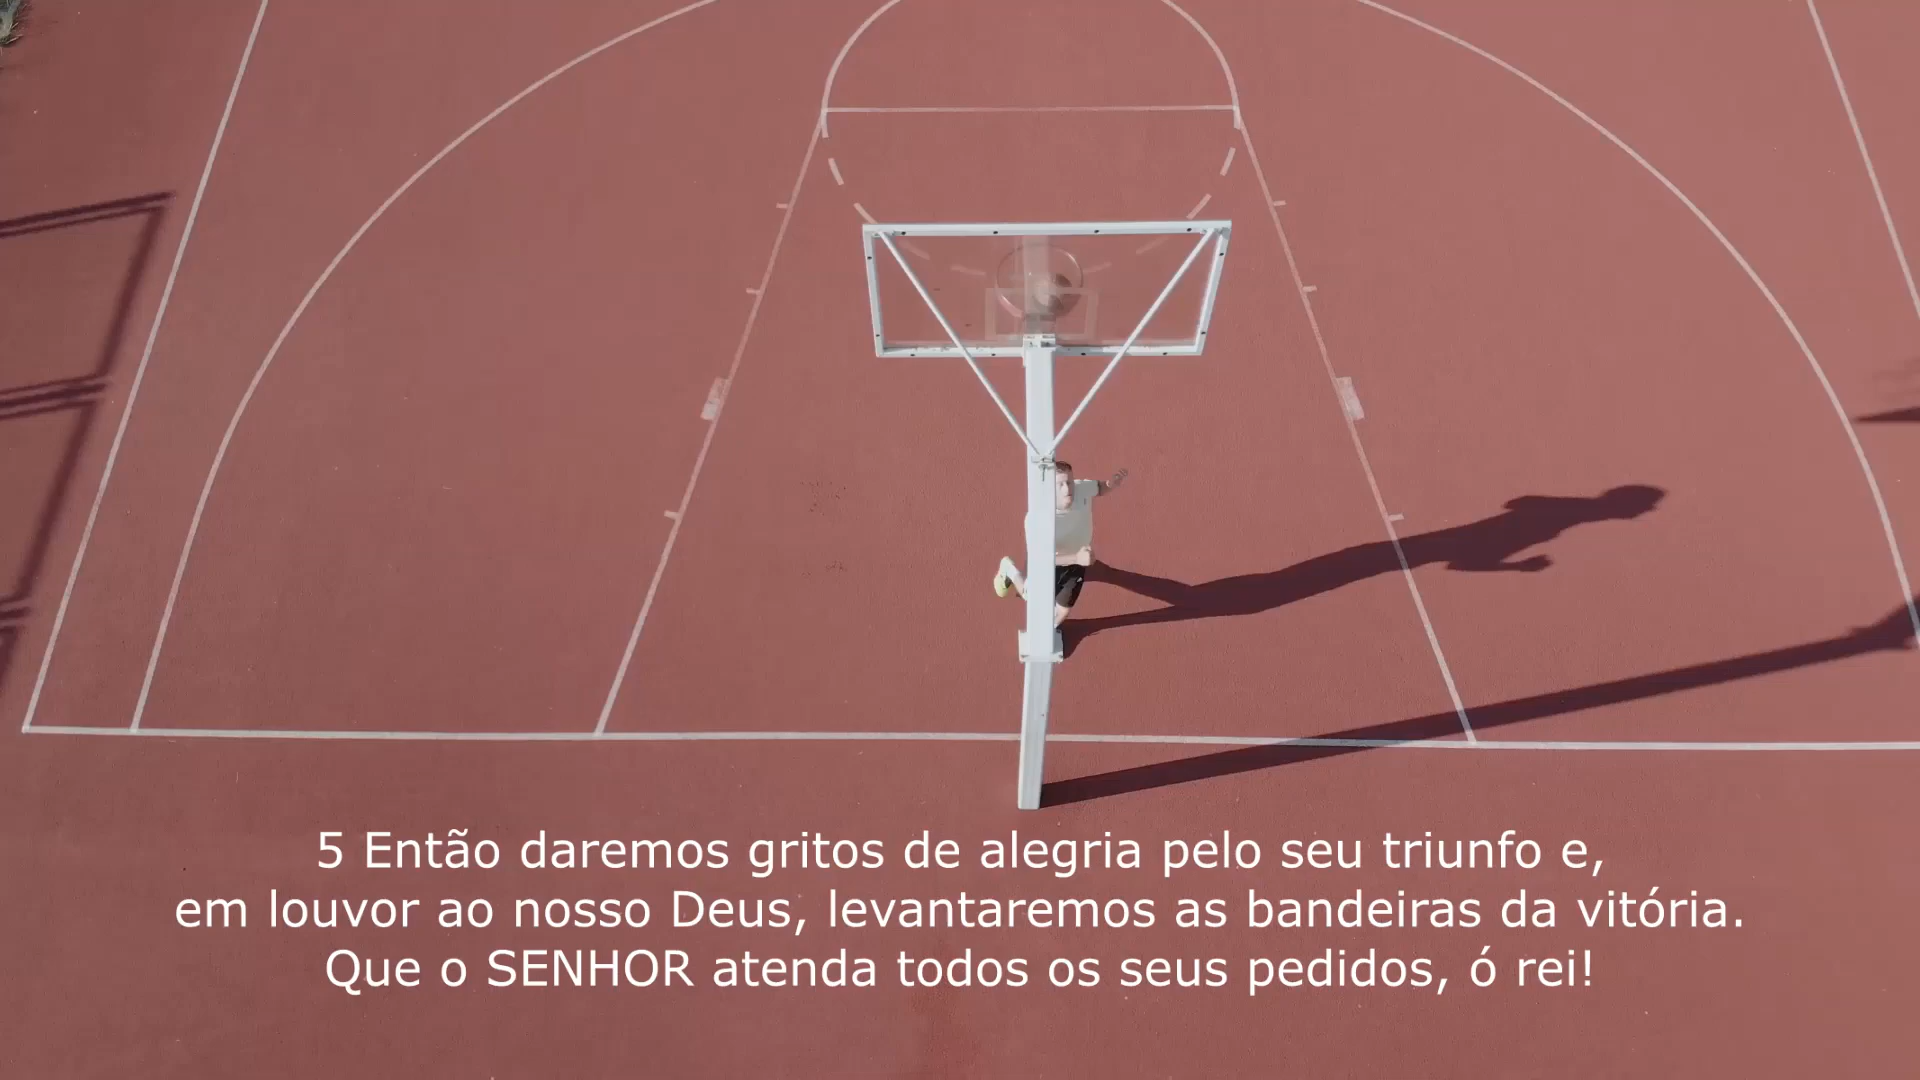 5 Então daremos gritos de alegria pelo seu triunfo e,
em louvor ao nosso Deus, levantaremos as bandeiras da vitória.
Que o SENHOR atenda todos os seus pedidos, ó rei!